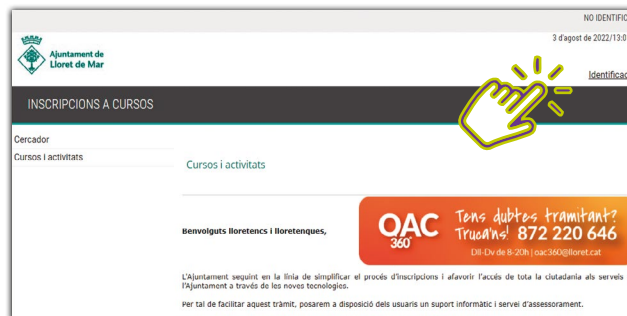 NO IDENTIFIC
3 d'agost de 2022/13:0
Ajuntament de
Lloret de Mar
Identificac
INSCRIPCIONS A CURSOS
Cercador
Cursos i activitats
Cursos i activitats
Benvolguts lloretencs i lloretenques,
OAC
360°
Tens dubtes tramitant?
Truca'ns! 872 220 646
Dll-Dv de 8-20h | oac360@lloret.cat
L'Ajuntament seguint en la línia de simplificar el procés d'inscripcions i afavorir l'accés de tota la ciutadania als serveis
l'Ajuntament a través de les noves tecnologies.
Per tal de facilitar aquest tràmit, posarem a disposició dels usuaris un suport informàtic i servei d'assessorament.